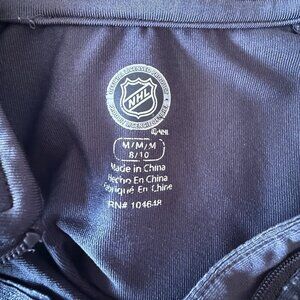 NHL
©NHL
M/M/M
8/10
Made in China
Hecho En China
Fabriqué En Chine
RN# 104648